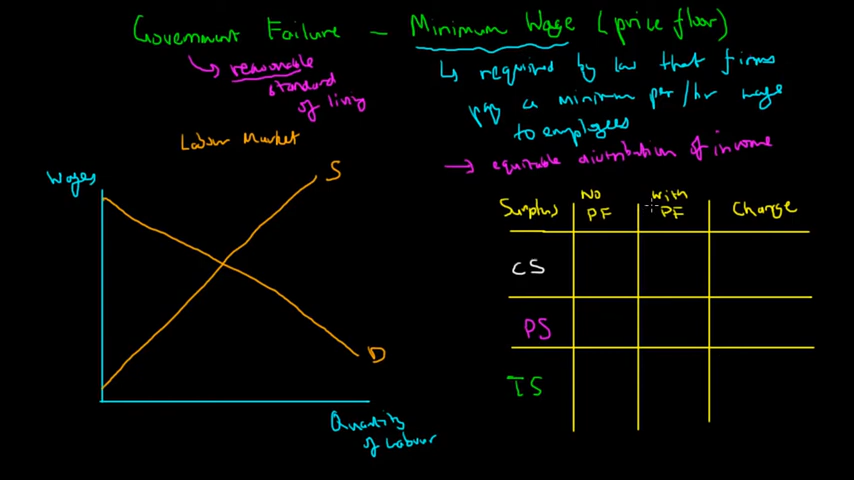 Government Failure - Minimum Wage (price floor)
↳ reasonable
standard
of living
↳ required by law that firms
pay a minimum per/hr wage
to employees
→ equitable distribution of income
Labour Market
Wages
S
D
Quantity
of Labour
Surplus No PF With PF Change
CS
PS
TS